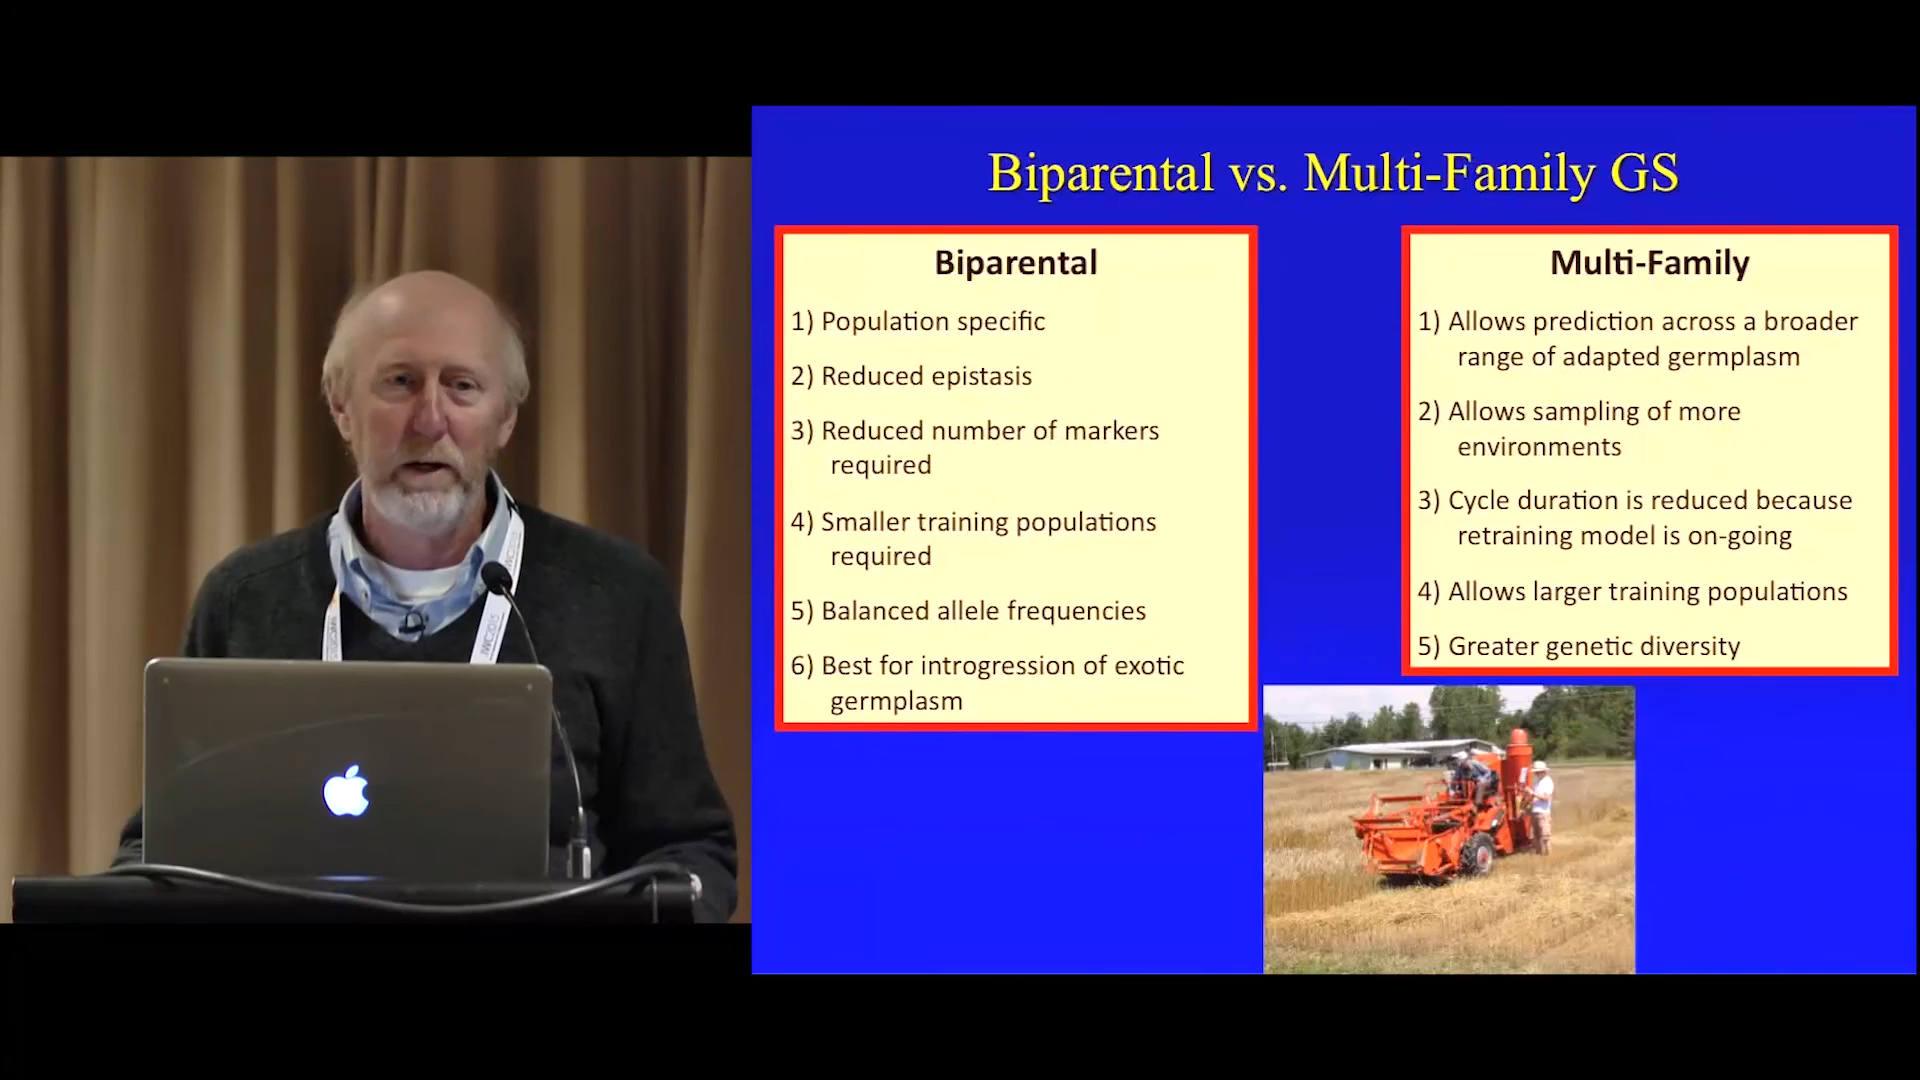 Biparental vs. Multi-Family GS
Biparental
1) Population specific
2) Reduced epistasis
3) Reduced number of markers
required
4) Smaller training populations
required
5) Balanced allele frequencies
6) Best for introgression of exotic
germplasm
Multi-Family
1) Allows prediction across a broader
range of adapted germplasm
2) Allows sampling of more
environments
3) Cycle duration is reduced because
retraining model is on-going
4) Allows larger training populations
5) Greater genetic diversity
IWC2015